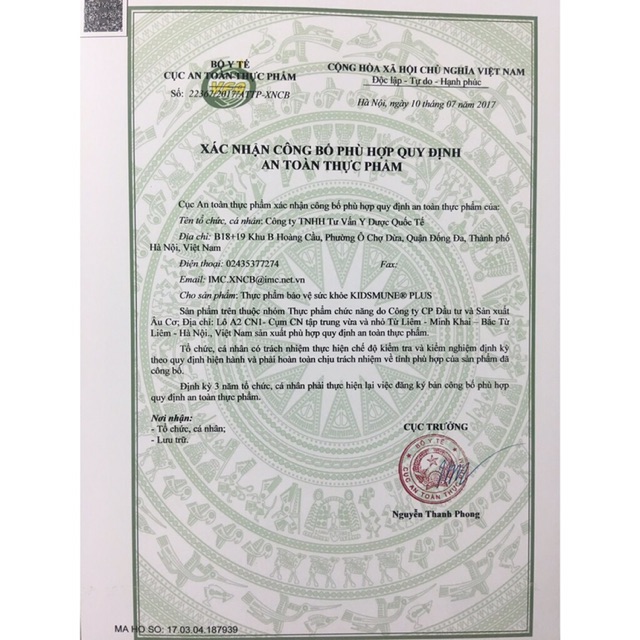 BỘ Y TẾ
CỤC AN TOÀN THỰC PHẨM
Số: 22367/2017/ATTP-XNCB
CỘNG HÒA XÃ HỘI CHỦ NGHĨA VIỆT NAM
Độc lập - Tự do - Hạnh phúc
Hà Nội, ngày 10 tháng 07 năm 2017
XÁC NHẬN CÔNG BỐ PHÙ HỢP QUY ĐỊNH
AN TOÀN THỰC PHẨM
Cục An toàn thực phẩm xác nhận công bố phù hợp quy định an toàn thực phẩm của:
Tên tổ chức, cá nhân: Công ty TNHH Tư Vấn Y Dược Quốc Tế
Địa chỉ: B18+19 Khu B Hoàng Cầu, Phường Ô Chợ Dừa, Quận Đống Đa, Thành phố
Hà Nội, Việt Nam
Điện thoại: 02435377274 Fax:
Email: IMC.XNCB@imc.net.vn
Cho sản phẩm: Thực phẩm bảo vệ sức khỏe KIDSMUNE® PLUS
Sản phẩm trên thuộc nhóm Thực phẩm chức năng do Công ty CP Đầu tư và Sản xuất
Âu Cơ; Địa chỉ: Lô A2 CN1- Cụm CN tập trung vừa và nhỏ Từ Liêm - Minh Khai – Bắc Từ
Liêm - Hà Nội., Việt Nam sản xuất phù hợp quy định an toàn thực phẩm.
Tổ chức, cá nhân có trách nhiệm thực hiện chế độ kiểm tra và kiểm nghiệm định kỳ
theo quy định hiện hành và phải hoàn toàn chịu trách nhiệm về tính phù hợp của sản phẩm đã
công bố.
Định kỳ 3 năm tổ chức, cá nhân phải thực hiện lại việc đăng ký bản công bố phù hợp
quy định an toàn thực phẩm.
Nơi nhận:
- Tổ chức, cá nhân;
- Lưu trữ.
CỤC TRƯỞNG
BỘ Y TẾ
CỤC AN TOÀN THỰC
Nguyễn Thanh Phong
MA HO SO: 17.03.04.187939